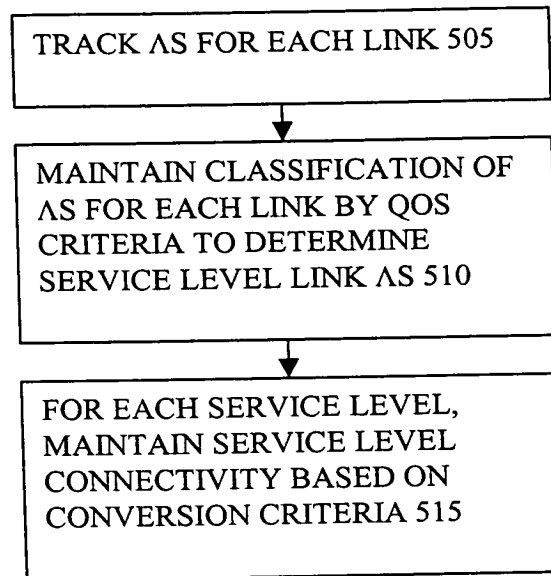 TRACK ΛS FOR EACH LINK 505
MAINTAIN CLASSIFICATION OF
ΛS FOR EACH LINK BY QOS
CRITERIA TO DETERMINE
SERVICE LEVEL LINK ΛS 510
FOR EACH SERVICE LEVEL,
MAINTAIN SERVICE LEVEL
CONNECTIVITY BASED ON
CONVERSION CRITERIA 515